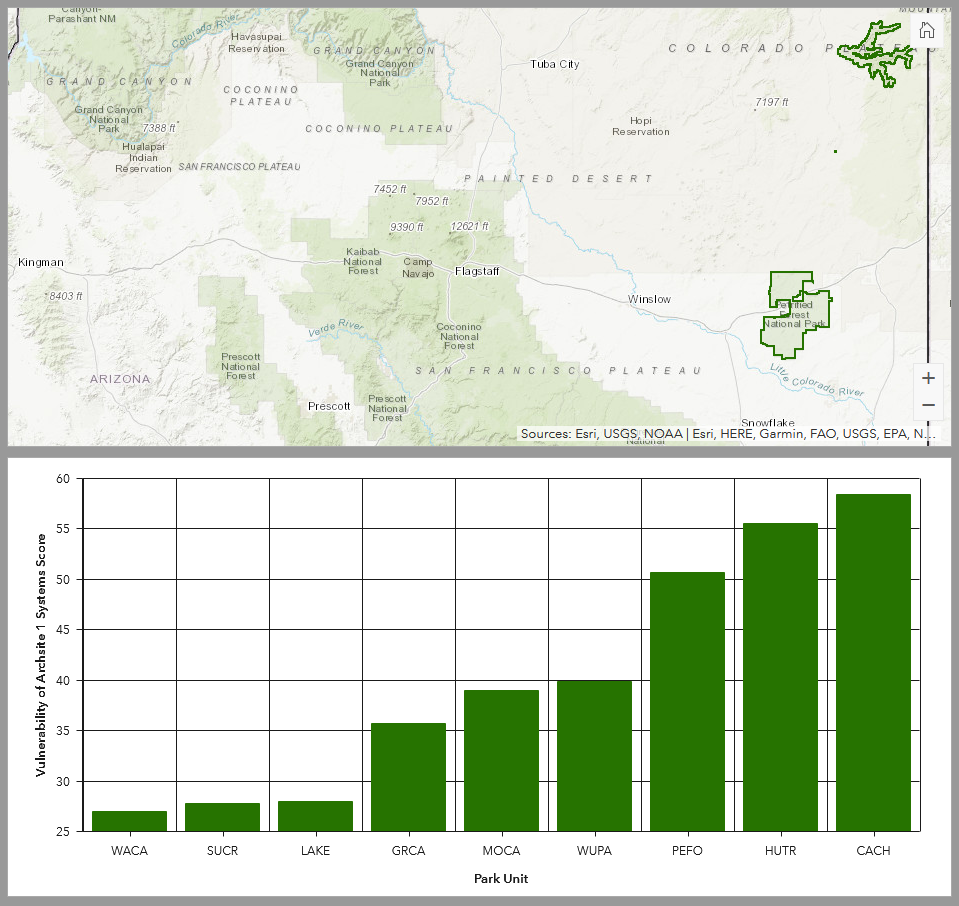 Canyon-
Parashant NM
Colorado River
Havasupai
Reservation
GRAND CANYON
Grand Canyon
National
Park
Tuba City
COLORADO PLATEAU
GRAND CANYON
COCONINO
PLATEAU
Grand Canyon
National
Park
7388 ft
COCONINO PLATEAU
7197 ft
Hopi
Reservation
Hualapai
Indian
Reservation
SAN FRANCISCO PLATEAU
PAINTED DESERT
7452 ft
7952 ft
9390 ft
12621 ft
Kingman
Kaibab
National
Forest
Camp
Navajo
Flagstaff
8403 ft
Winslow
Petrified
Forest
National Park
Verde River
Coconino
National
Forest
Prescott
National
Forest
SAN FRANCISCO PLATEAU
Little Colorado River
ARIZONA
Prescott
Prescott
National
Forest
Snowflake
National
+
−
Sources: Esri, USGS, NOAA | Esri, HERE, Garmin, FAO, USGS, EPA, N…
Vulnerability of Archsite 1 Systems Score
60
55
50
45
40
35
30
25
WACA SUCR LAKE GRCA MOCA WUPA PEFO HUTR CACH
Park Unit